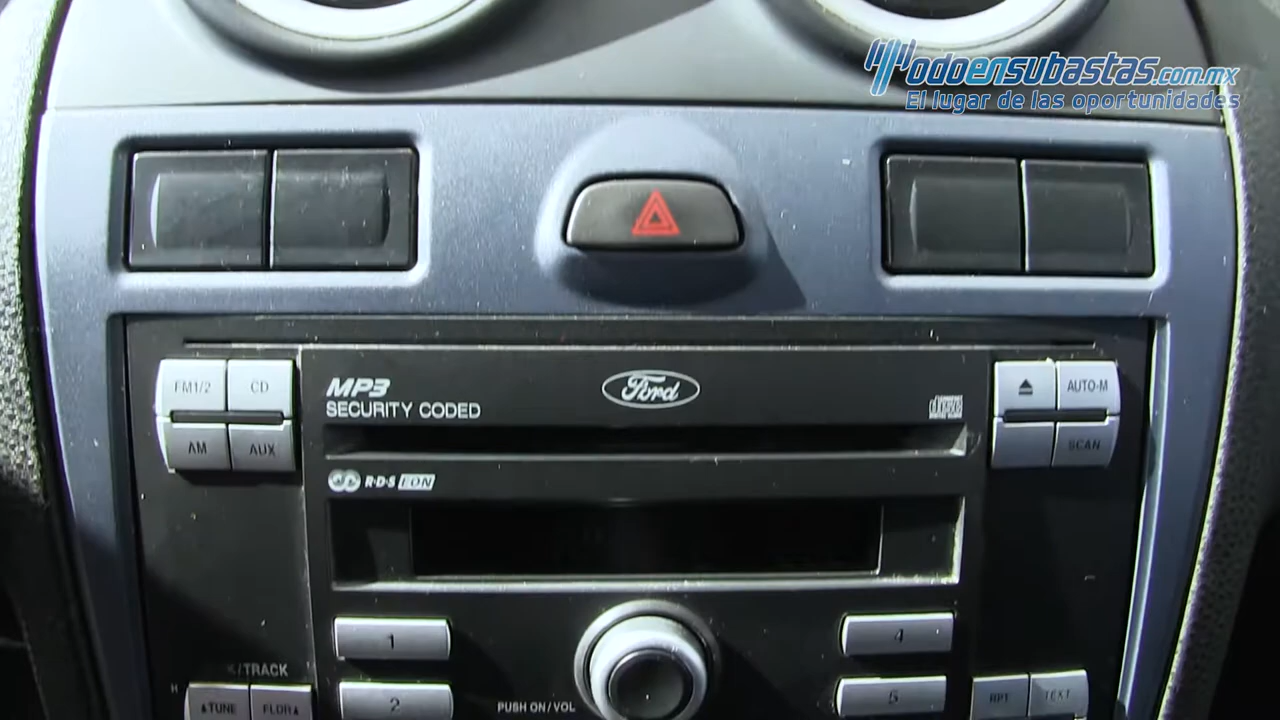 Modoensubastas.com.mx
El lugar de las oportunidades
FM1/2
CD
MP3
Ford
AUTO-M
SECURITY CODED
AM
AUX
SCAN
R·D·S EON
1
4
/TRACK
2
5
▲TUNE
FLDR▲
PUSH ON/VOL
RPT
TEXT